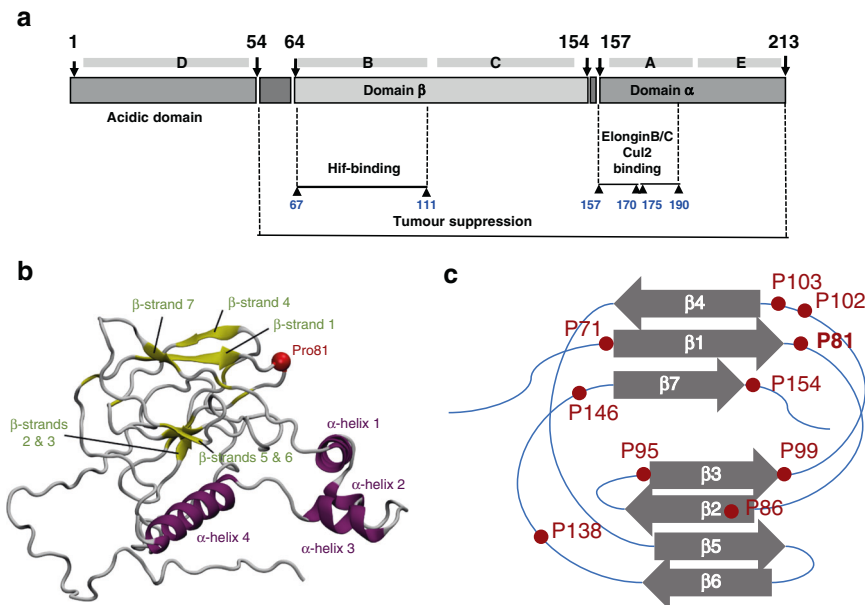 a
1 54 64 154 157 213
D B C A E
Domain β Domain α
Acidic domain
ElonginB/C
Cul2
binding
Hif-binding
67 111 157 170 175 190
Tumour suppression
b
β-strand 7
β-strand 4
β-strand 1
Pro81
β-strands
2 & 3
β-strands 5 & 6
α-helix 1
α-helix 2
α-helix 3
α-helix 4
c
P103
P102
β4
P71
β1
P81
β7
P154
P146
P95
P99
β3
β2
P86
P138
β5
β6